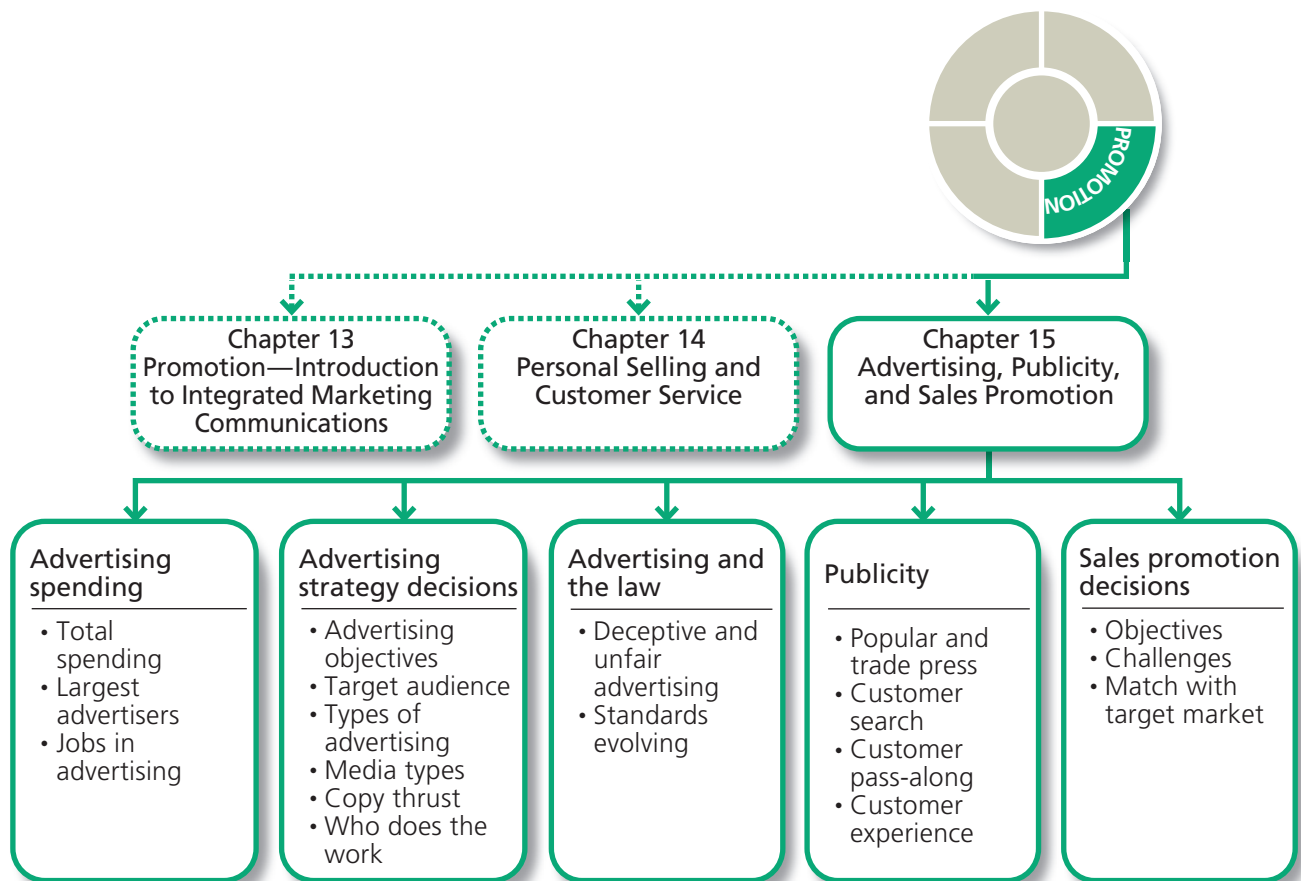 PROMOTION
Chapter 13
Promotion—Introduction
to Integrated Marketing
Communications
Chapter 14
Personal Selling and
Customer Service
Chapter 15
Advertising, Publicity,
and Sales Promotion
Advertising
spending
• Total
spending
• Largest
advertisers
• Jobs in
advertising
Advertising
strategy decisions
• Advertising
objectives
• Target audience
• Types of
advertising
• Media types
• Copy thrust
• Who does the
work
Advertising and
the law
• Deceptive and
unfair
advertising
• Standards
evolving
Publicity
• Popular and
trade press
• Customer
search
• Customer
pass-along
• Customer
experience
Sales promotion
decisions
• Objectives
• Challenges
• Match with
target market